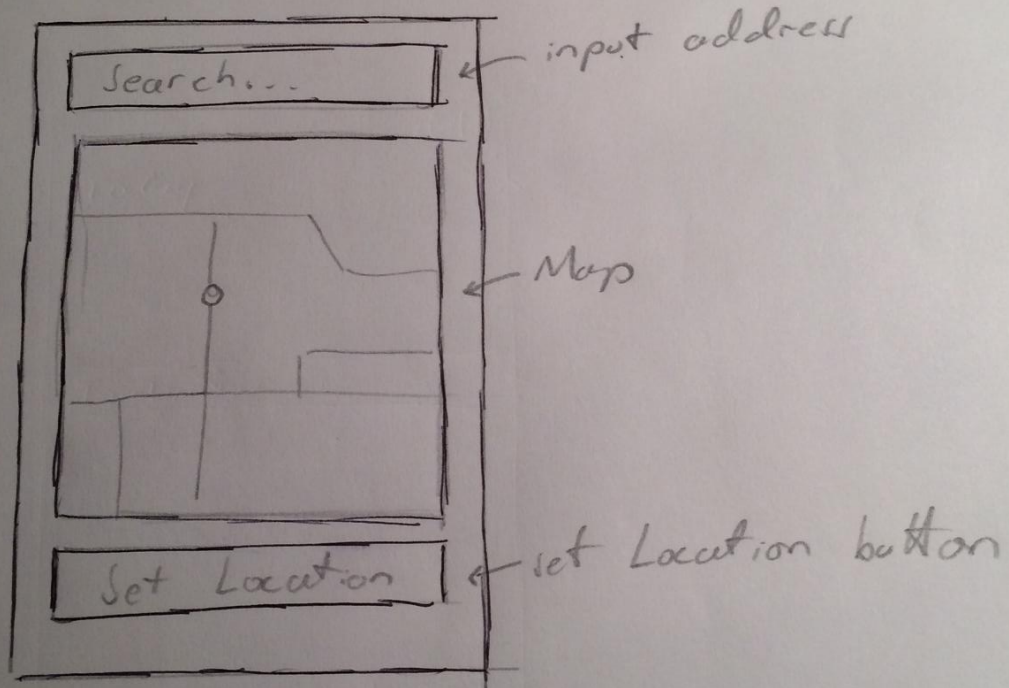 Search...
input address
Map
Set Location
set Location button